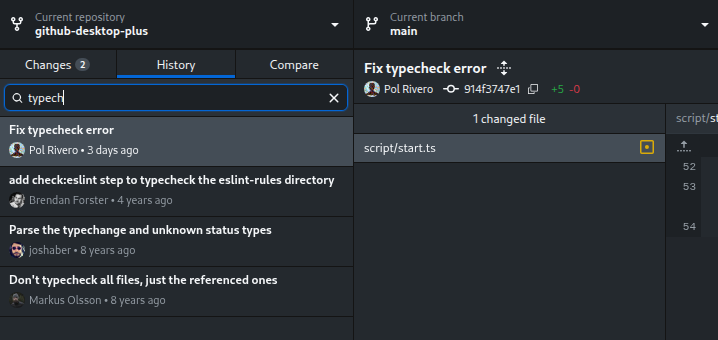 Current repository
github-desktop-plus
Current branch
main
Changes 2
History
Compare
typech
Fix typecheck error
Pol Rivero • 3 days ago
add check:eslint step to typecheck the eslint-rules directory
Brendan Forster • 4 years ago
Parse the typechange and unknown status types
joshaber • 8 years ago
Don't typecheck all files, just the referenced ones
Markus Olsson • 8 years ago
Fix typecheck error
Pol Rivero 914f3747e1 +5 -0
1 changed file
script/start.ts
script/st
52
53
54